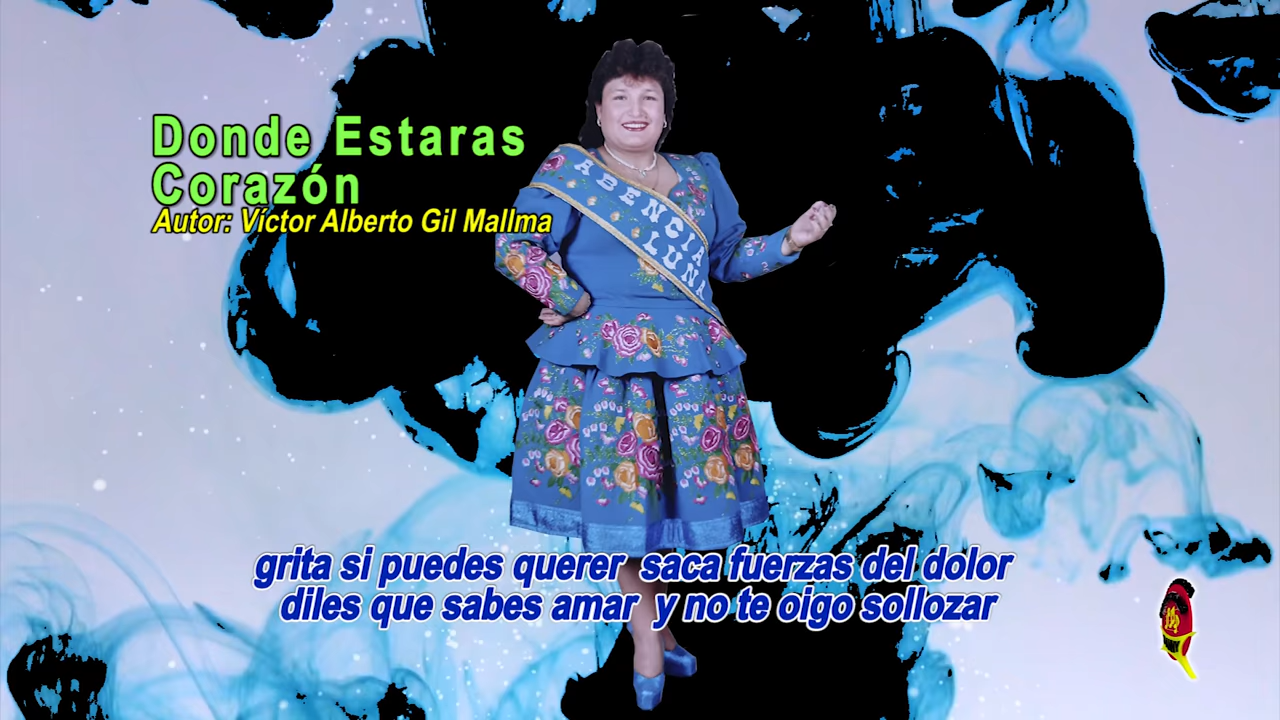 Donde Estaras
Corazón
Autor: Víctor Alberto Gil Mallma
ABENCIA
LUNA
grita si puedes querer saca fuerzas del dolor
diles que sabes amar y no te oigo sollozar